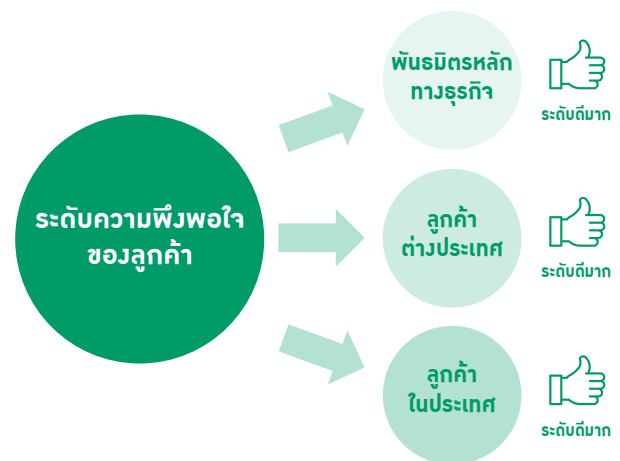 ระดับความพึงพอใจ
ของลูกค้า
พันธมิตรหลัก
ทางธุรกิจ
ระดับดีมาก
ลูกค้า
ต่างประเทศ
ระดับดีมาก
ลูกค้า
ในประเทศ
ระดับดีมาก